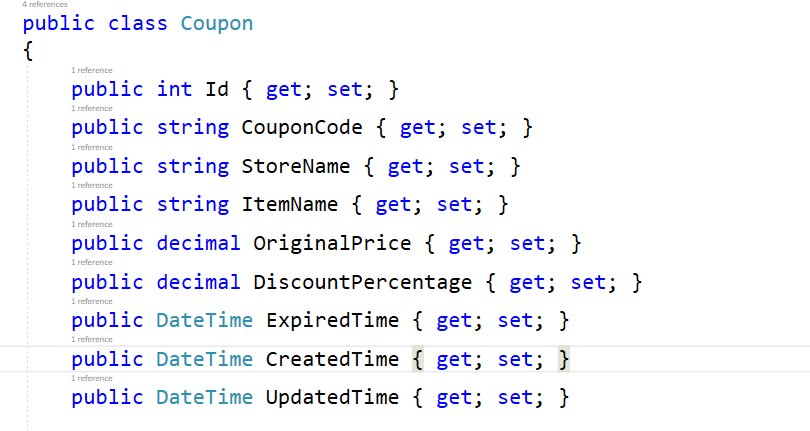 4 references
public class Coupon
{
1 reference
public int Id { get; set; }
1 reference
public string CouponCode { get; set; }
1 reference
public string StoreName { get; set; }
1 reference
public string ItemName { get; set; }
1 reference
public decimal OriginalPrice { get; set; }
1 reference
public decimal DiscountPercentage { get; set; }
1 reference
public DateTime ExpiredTime { get; set; }
1 reference
public DateTime CreatedTime { get; set; }
1 reference
public DateTime UpdatedTime { get; set; }